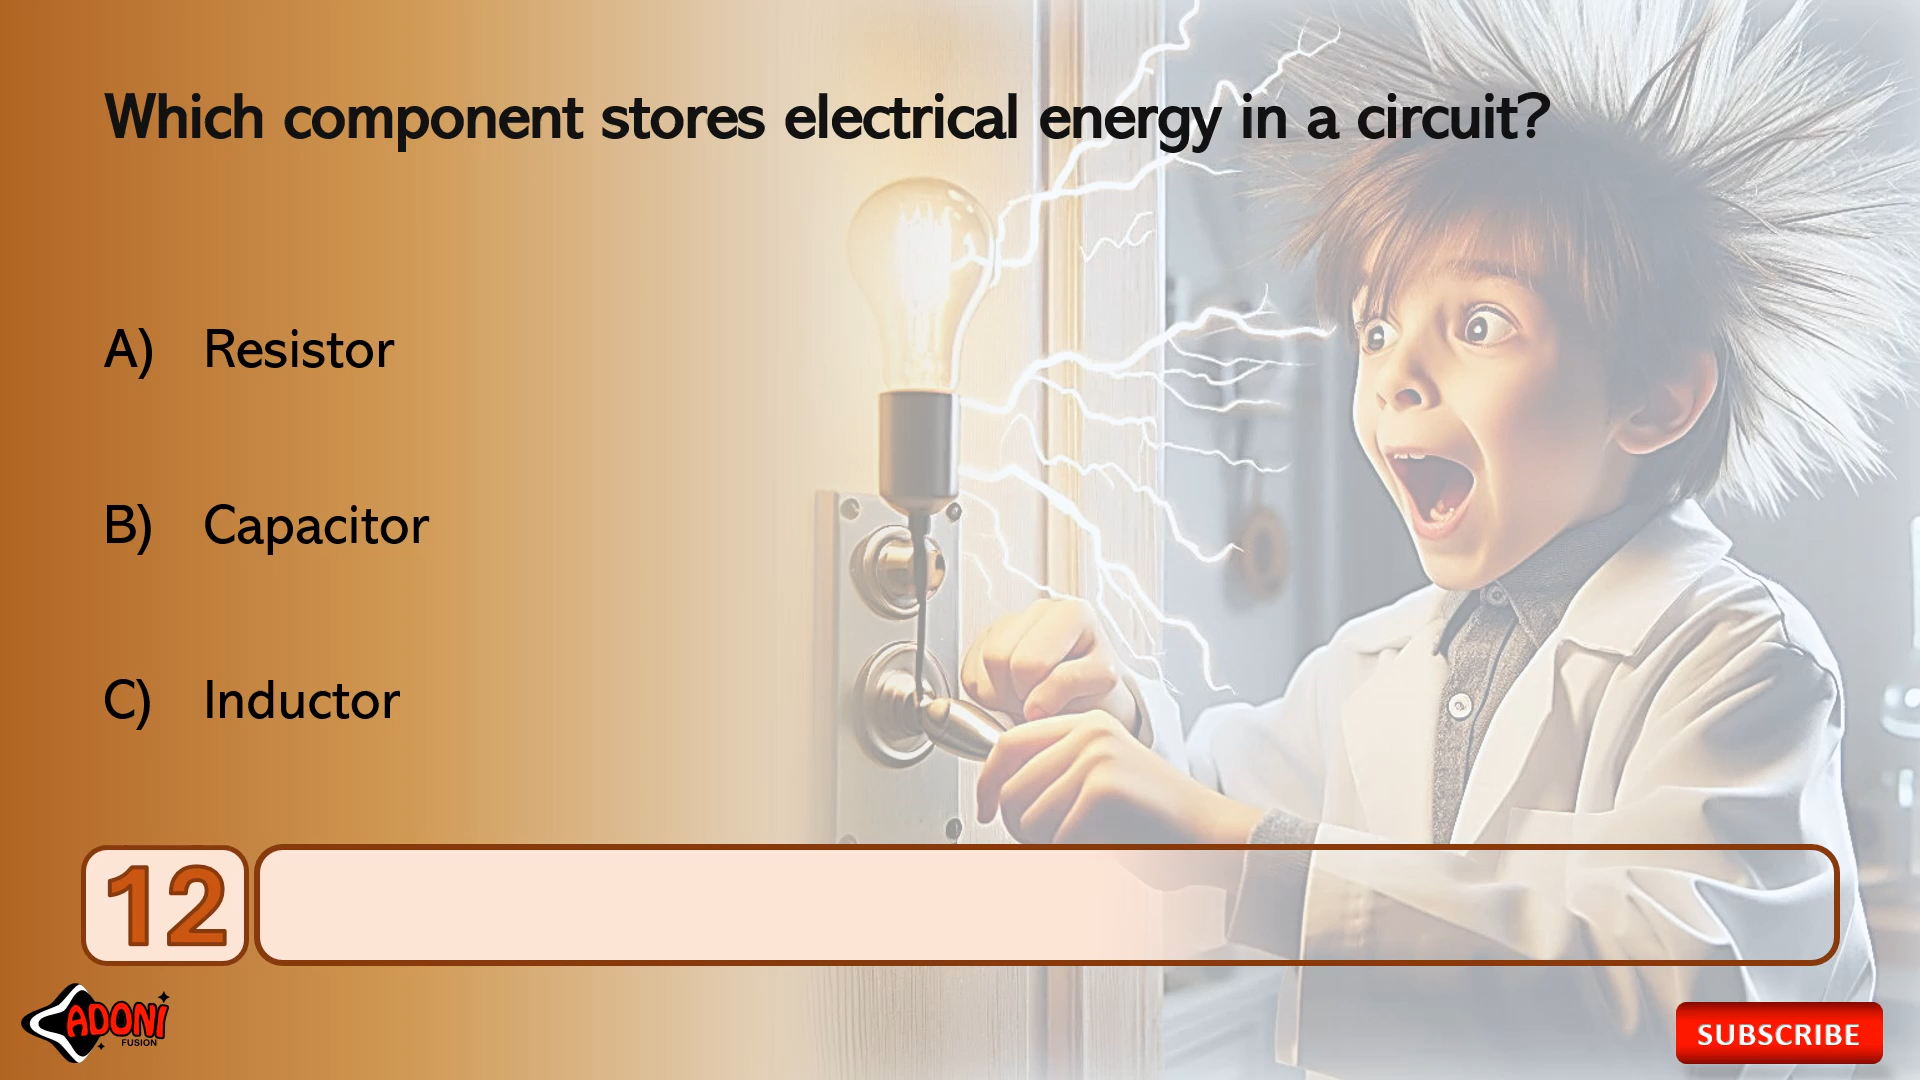 Which component stores electrical energy in a circuit?
A) Resistor
B) Capacitor
C) Inductor
12
ADONI
FUSION
SUBSCRIBE